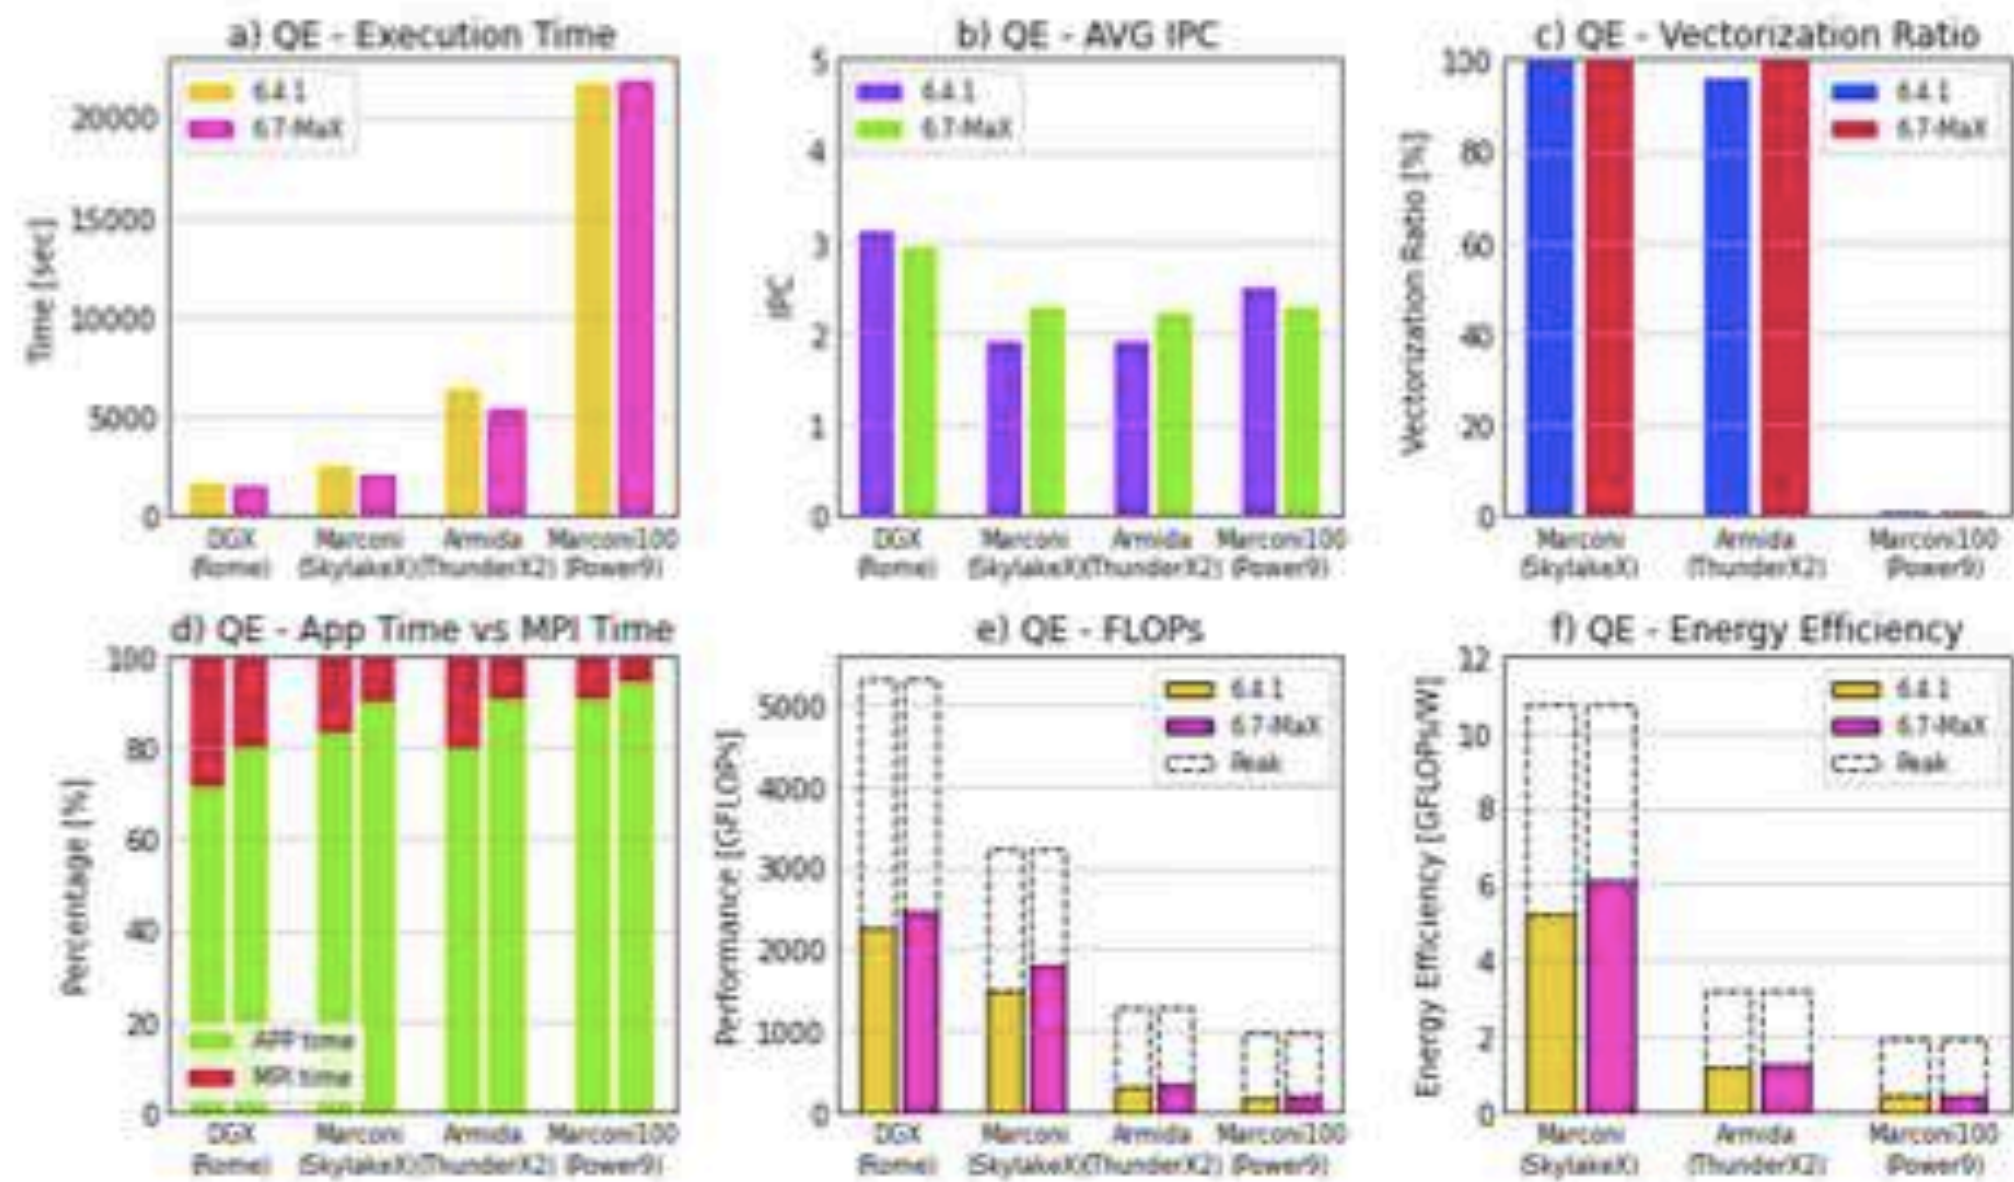 a) QE - Execution Time
6.4.1
6.7-MaX
Time [sec]
20000
15000
10000
5000
0
DGX Marconi Armida Marconi100
(Rome) (SkylakeX)(ThunderX2) (Power9)
b) QE - AVG IPC
6.4.1
6.7-MaX
IPC
5
4
3
2
1
0
DGX Marconi Armida Marconi100
(Rome) (SkylakeX)(ThunderX2) (Power9)
c) QE - Vectorization Ratio
6.4.1
6.7-MaX
Vectorization Ratio [%]
100
80
60
40
20
0
Marconi Armida Marconi100
(SkylakeX) (ThunderX2) (Power9)
d) QE - App Time vs MPI Time
Percentage [%]
100
80
60
40
20
0
APP time
MPI time
DGX Marconi Armida Marconi100
(Rome) (SkylakeX)(ThunderX2) (Power9)
e) QE - FLOPs
6.4.1
6.7-MaX
Peak
Performance [GFLOPs]
5000
4000
3000
2000
1000
0
DGX Marconi Armida Marconi100
(Rome) (SkylakeX)(ThunderX2) (Power9)
f) QE - Energy Efficiency
6.4.1
6.7-MaX
Peak
Energy Efficiency [GFLOPs/W]
12
10
8
6
4
2
0
Marconi Armida Marconi100
(SkylakeX) (ThunderX2) (Power9)